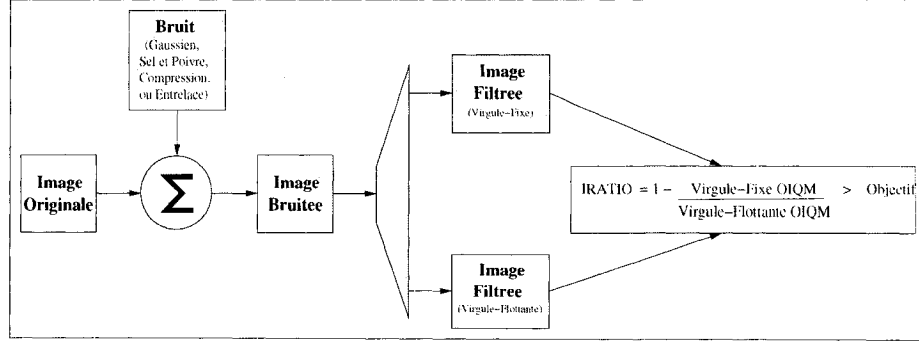 Bruit
(Gaussien,
Sel et Poivre,
Compression,
ou Entrelace)
Image
Originale
Σ
Image
Bruitee
Image
Filtree
(Virgule-Fixe)
Image
Filtree
(Virgule-Flottante)
IRATIO = 1 - Virgule-Fixe OIQM > Objectif
Virgule-Flottante OIQM